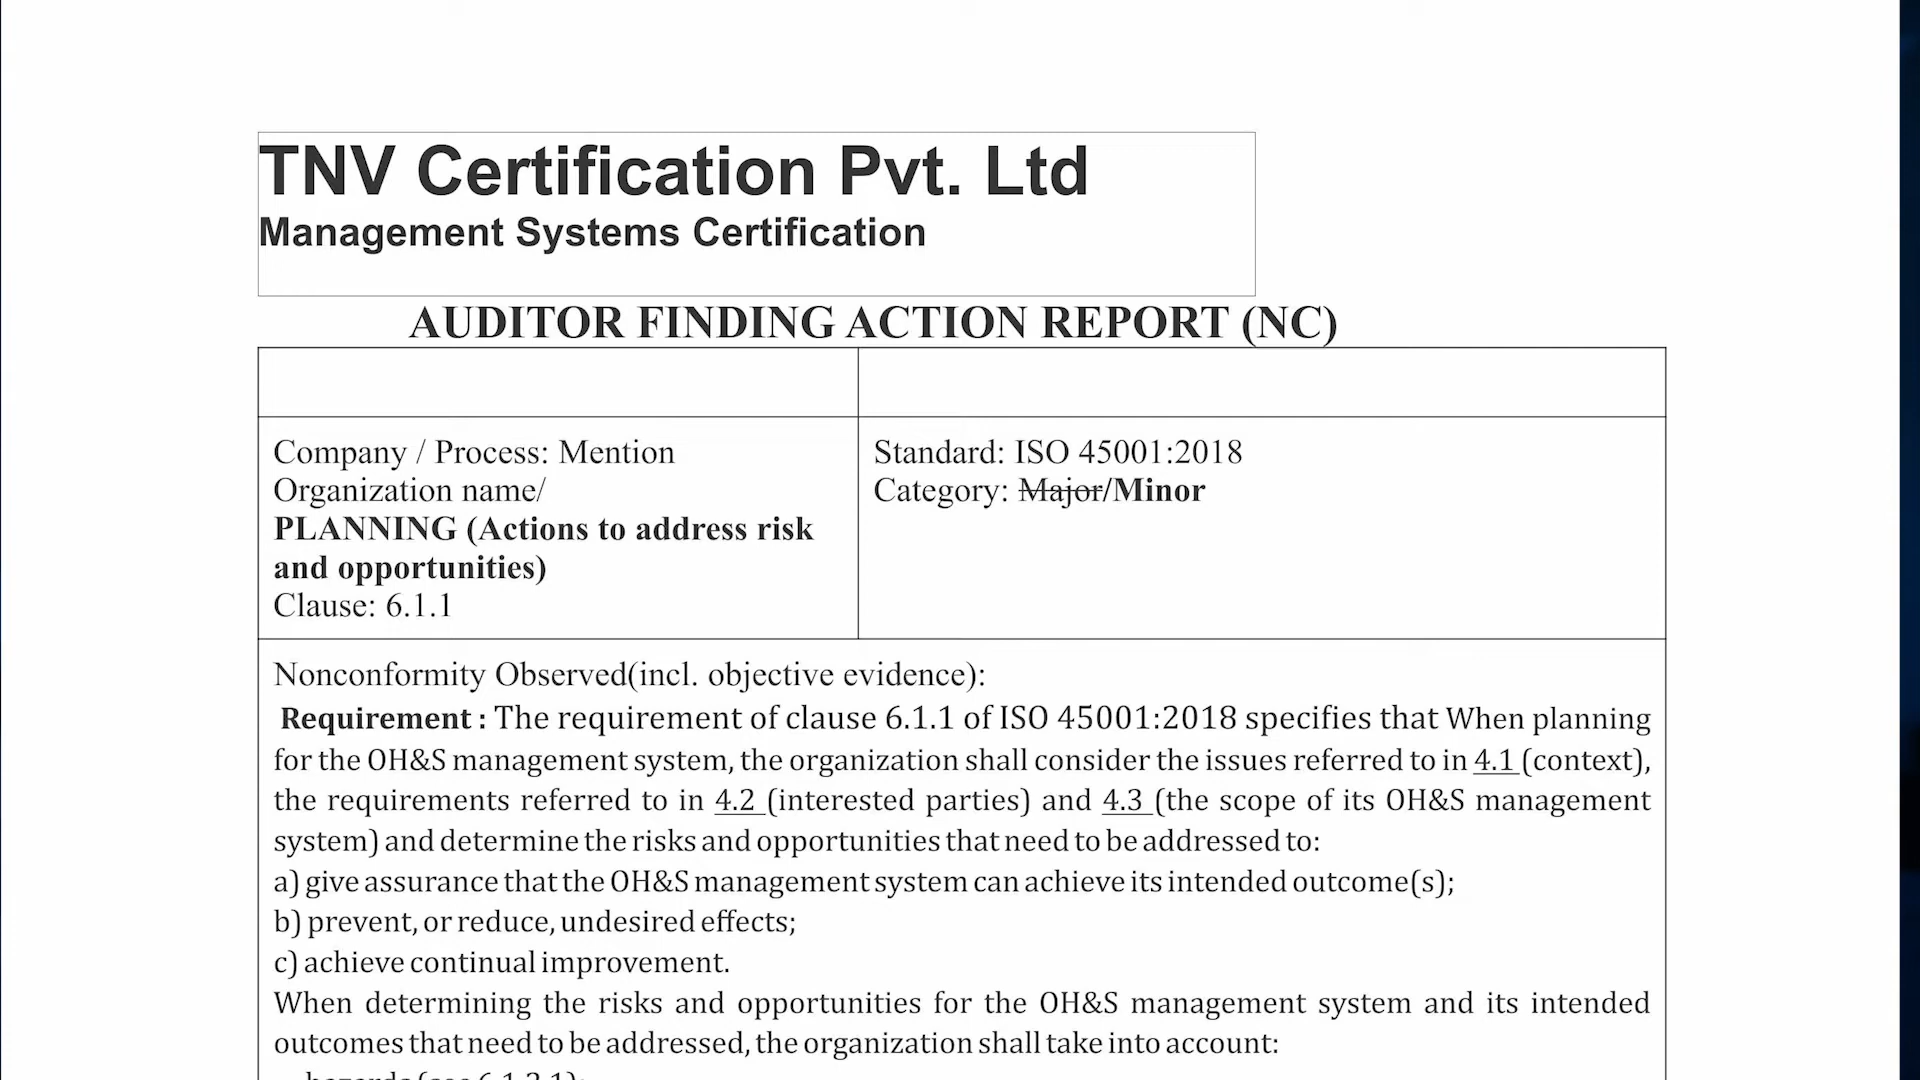 TNV Certification Pvt. Ltd
Management Systems Certification
AUDITOR FINDING ACTION REPORT (NC)
Company / Process: Mention
Organization name/
PLANNING (Actions to address risk
and opportunities)
Clause: 6.1.1
Standard: ISO 45001:2018
Category: Major/Minor
Nonconformity Observed(incl. objective evidence):
Requirement : The requirement of clause 6.1.1 of ISO 45001:2018 specifies that When planning
for the OH&S management system, the organization shall consider the issues referred to in 4.1 (context),
the requirements referred to in 4.2 (interested parties) and 4.3 (the scope of its OH&S management
system) and determine the risks and opportunities that need to be addressed to:
a) give assurance that the OH&S management system can achieve its intended outcome(s);
b) prevent, or reduce, undesired effects;
c) achieve continual improvement.
When determining the risks and opportunities for the OH&S management system and its intended
outcomes that need to be addressed, the organization shall take into account:
hazards (see 6.1.2.1);